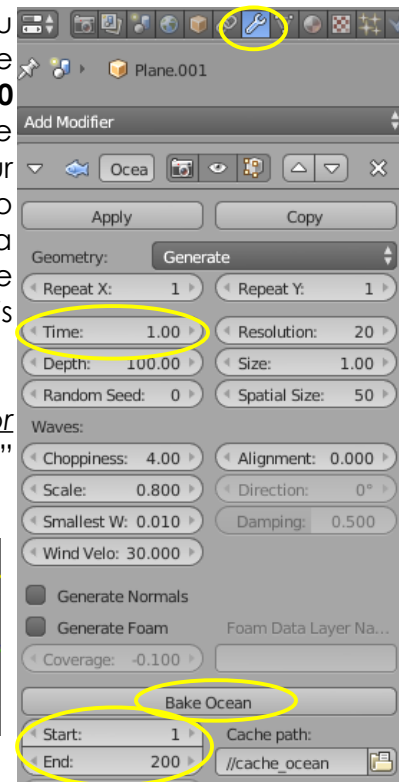 Plane.001
Add Modifier
Ocea
Apply Copy
Geometry: Generate
Repeat X: 1 Repeat Y: 1
Time: 1.00 Resolution: 20
Depth: 100.00 Size: 1.00
Random Seed: 0 Spatial Size: 50
Waves:
Choppiness: 4.00 Alignment: 0.000
Scale: 0.800 Direction: 0°
Smallest W: 0.010 Damping: 0.500
Wind Velo: 30.000
Generate Normals
Generate Foam Foam Data Layer Na...
Coverage: -0.100
Bake Ocean
Start: 1 Cache path:
End: 200 //cache_ocean